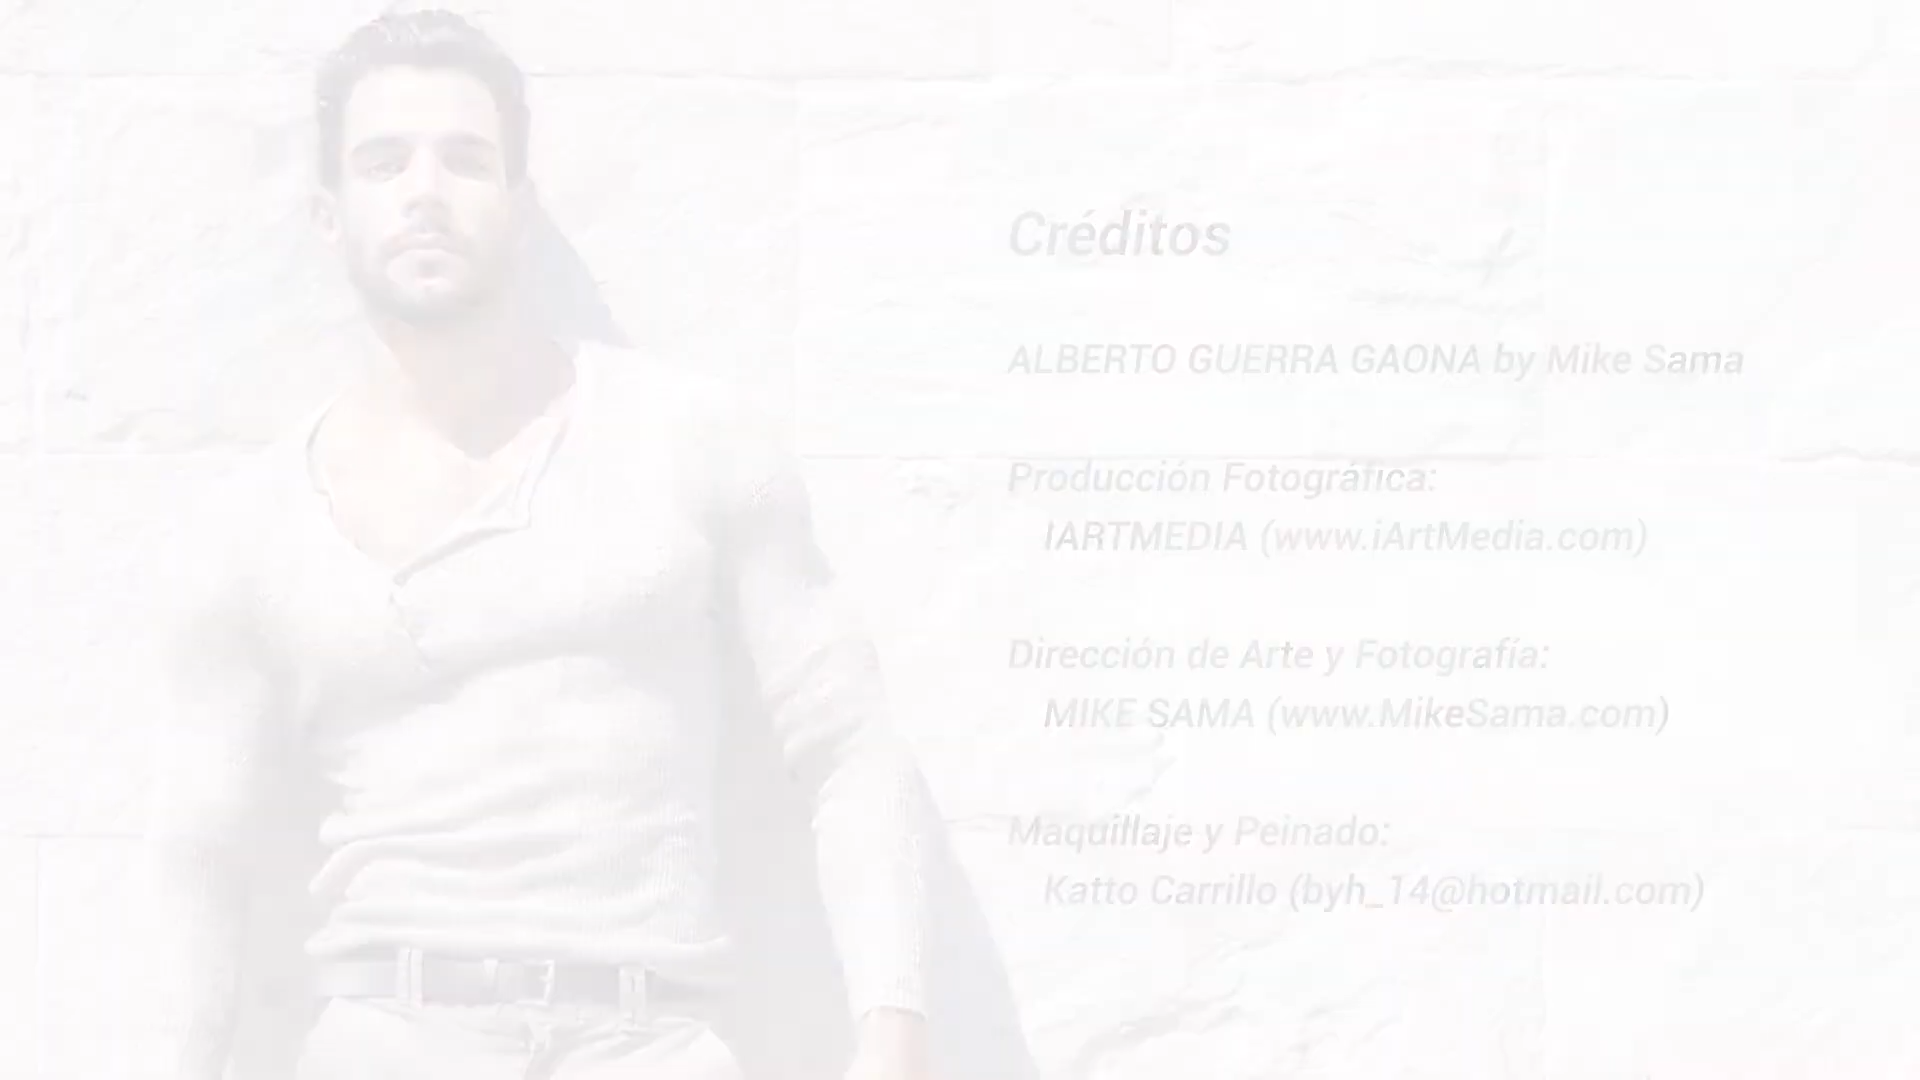 Créditos
ALBERTO GUERRA GAONA by Mike Sama
Producción Fotográfica:
IARTMEDIA (www.iArtMedia.com)
Dirección de Arte y Fotografía:
MIKE SAMA (www.MikeSama.com)
Maquillaje y Peinado:
Katto Carrillo (byh_14@hotmail.com)